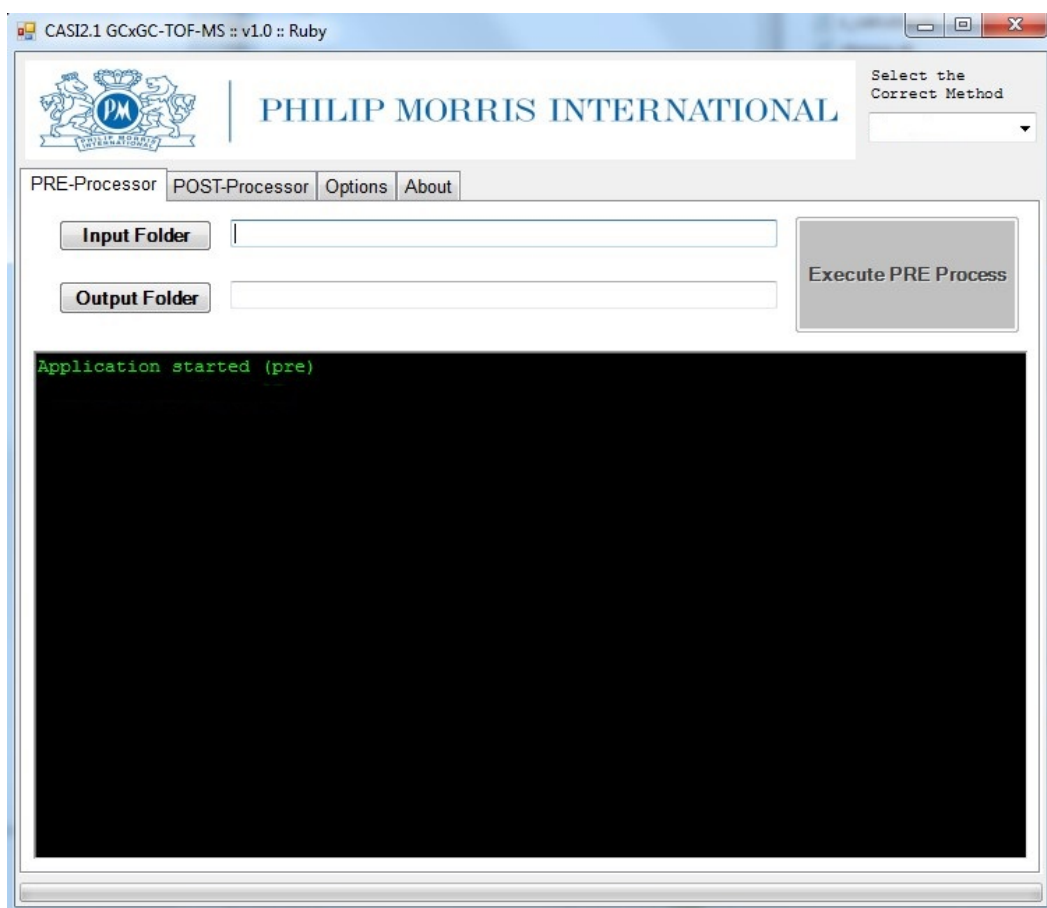 CASI2.1 GCxGC-TOF-MS :: v1.0 :: Ruby
PM
PHILIP MORRIS
INTERNATIONAL
PHILIP MORRIS INTERNATIONAL
Select the
Correct Method
PRE-Processor POST-Processor Options About
Input Folder
Execute PRE Process
Output Folder
Application started (pre)